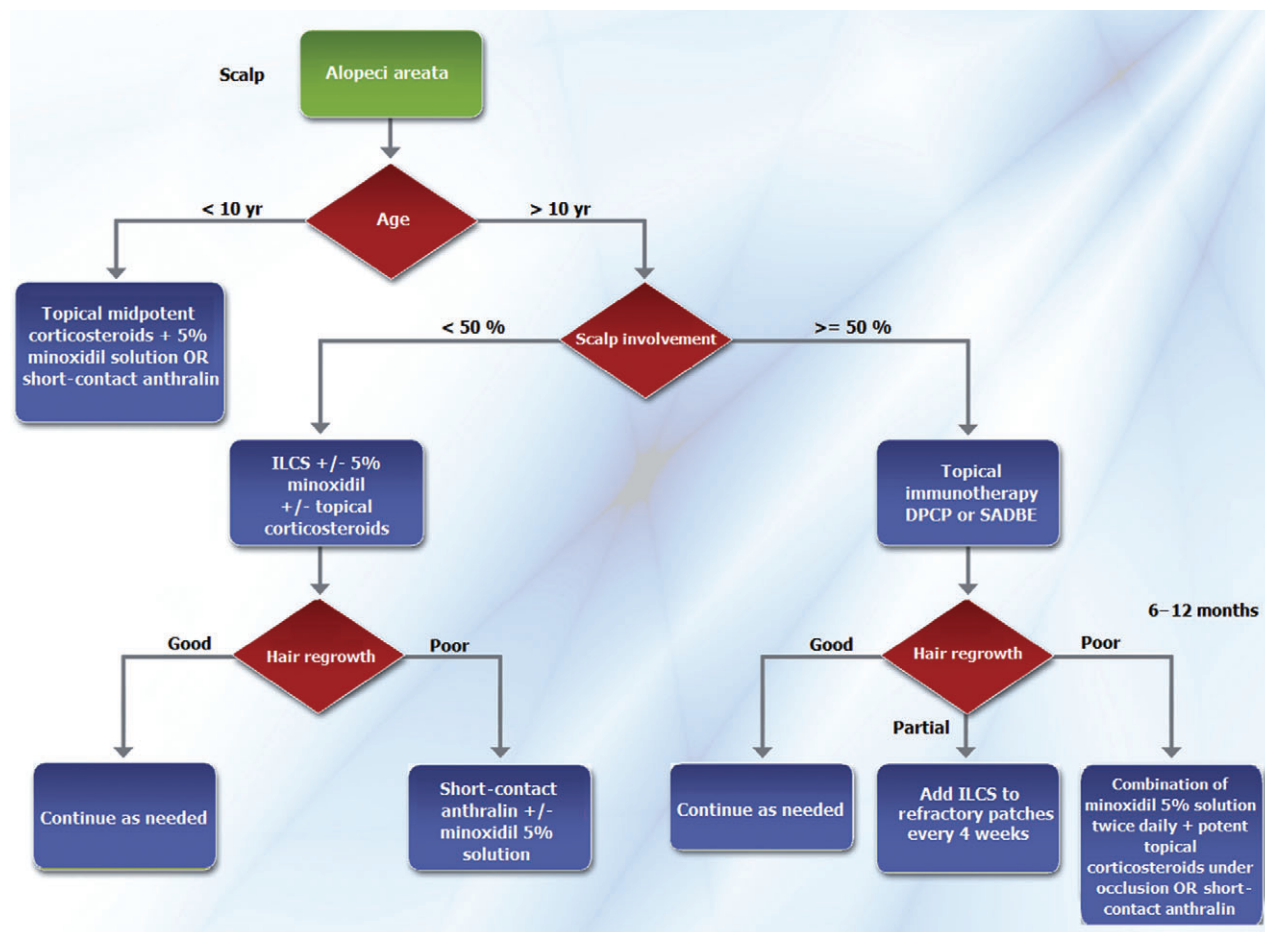 Scalp
Alopeci areata
< 10 yr
Age
> 10 yr
Topical midpotent
corticosteroids + 5%
minoxidil solution OR
short-contact anthralin
< 50 %
Scalp involvement
>= 50 %
ILCS +/- 5%
minoxidil
+/- topical
corticosteroids
Topical
immunotherapy
DPCP or SADBE
Good
Hair regrowth
Poor
6–12 months
Good
Hair regrowth
Poor
Partial
Continue as needed
Short-contact
anthralin +/-
minoxidil 5%
solution
Continue as needed
Add ILCS to
refractory patches
every 4 weeks
Combination of
minoxidil 5% solution
twice daily + potent
topical
corticosteroids under
occlusion OR short-
contact anthralin